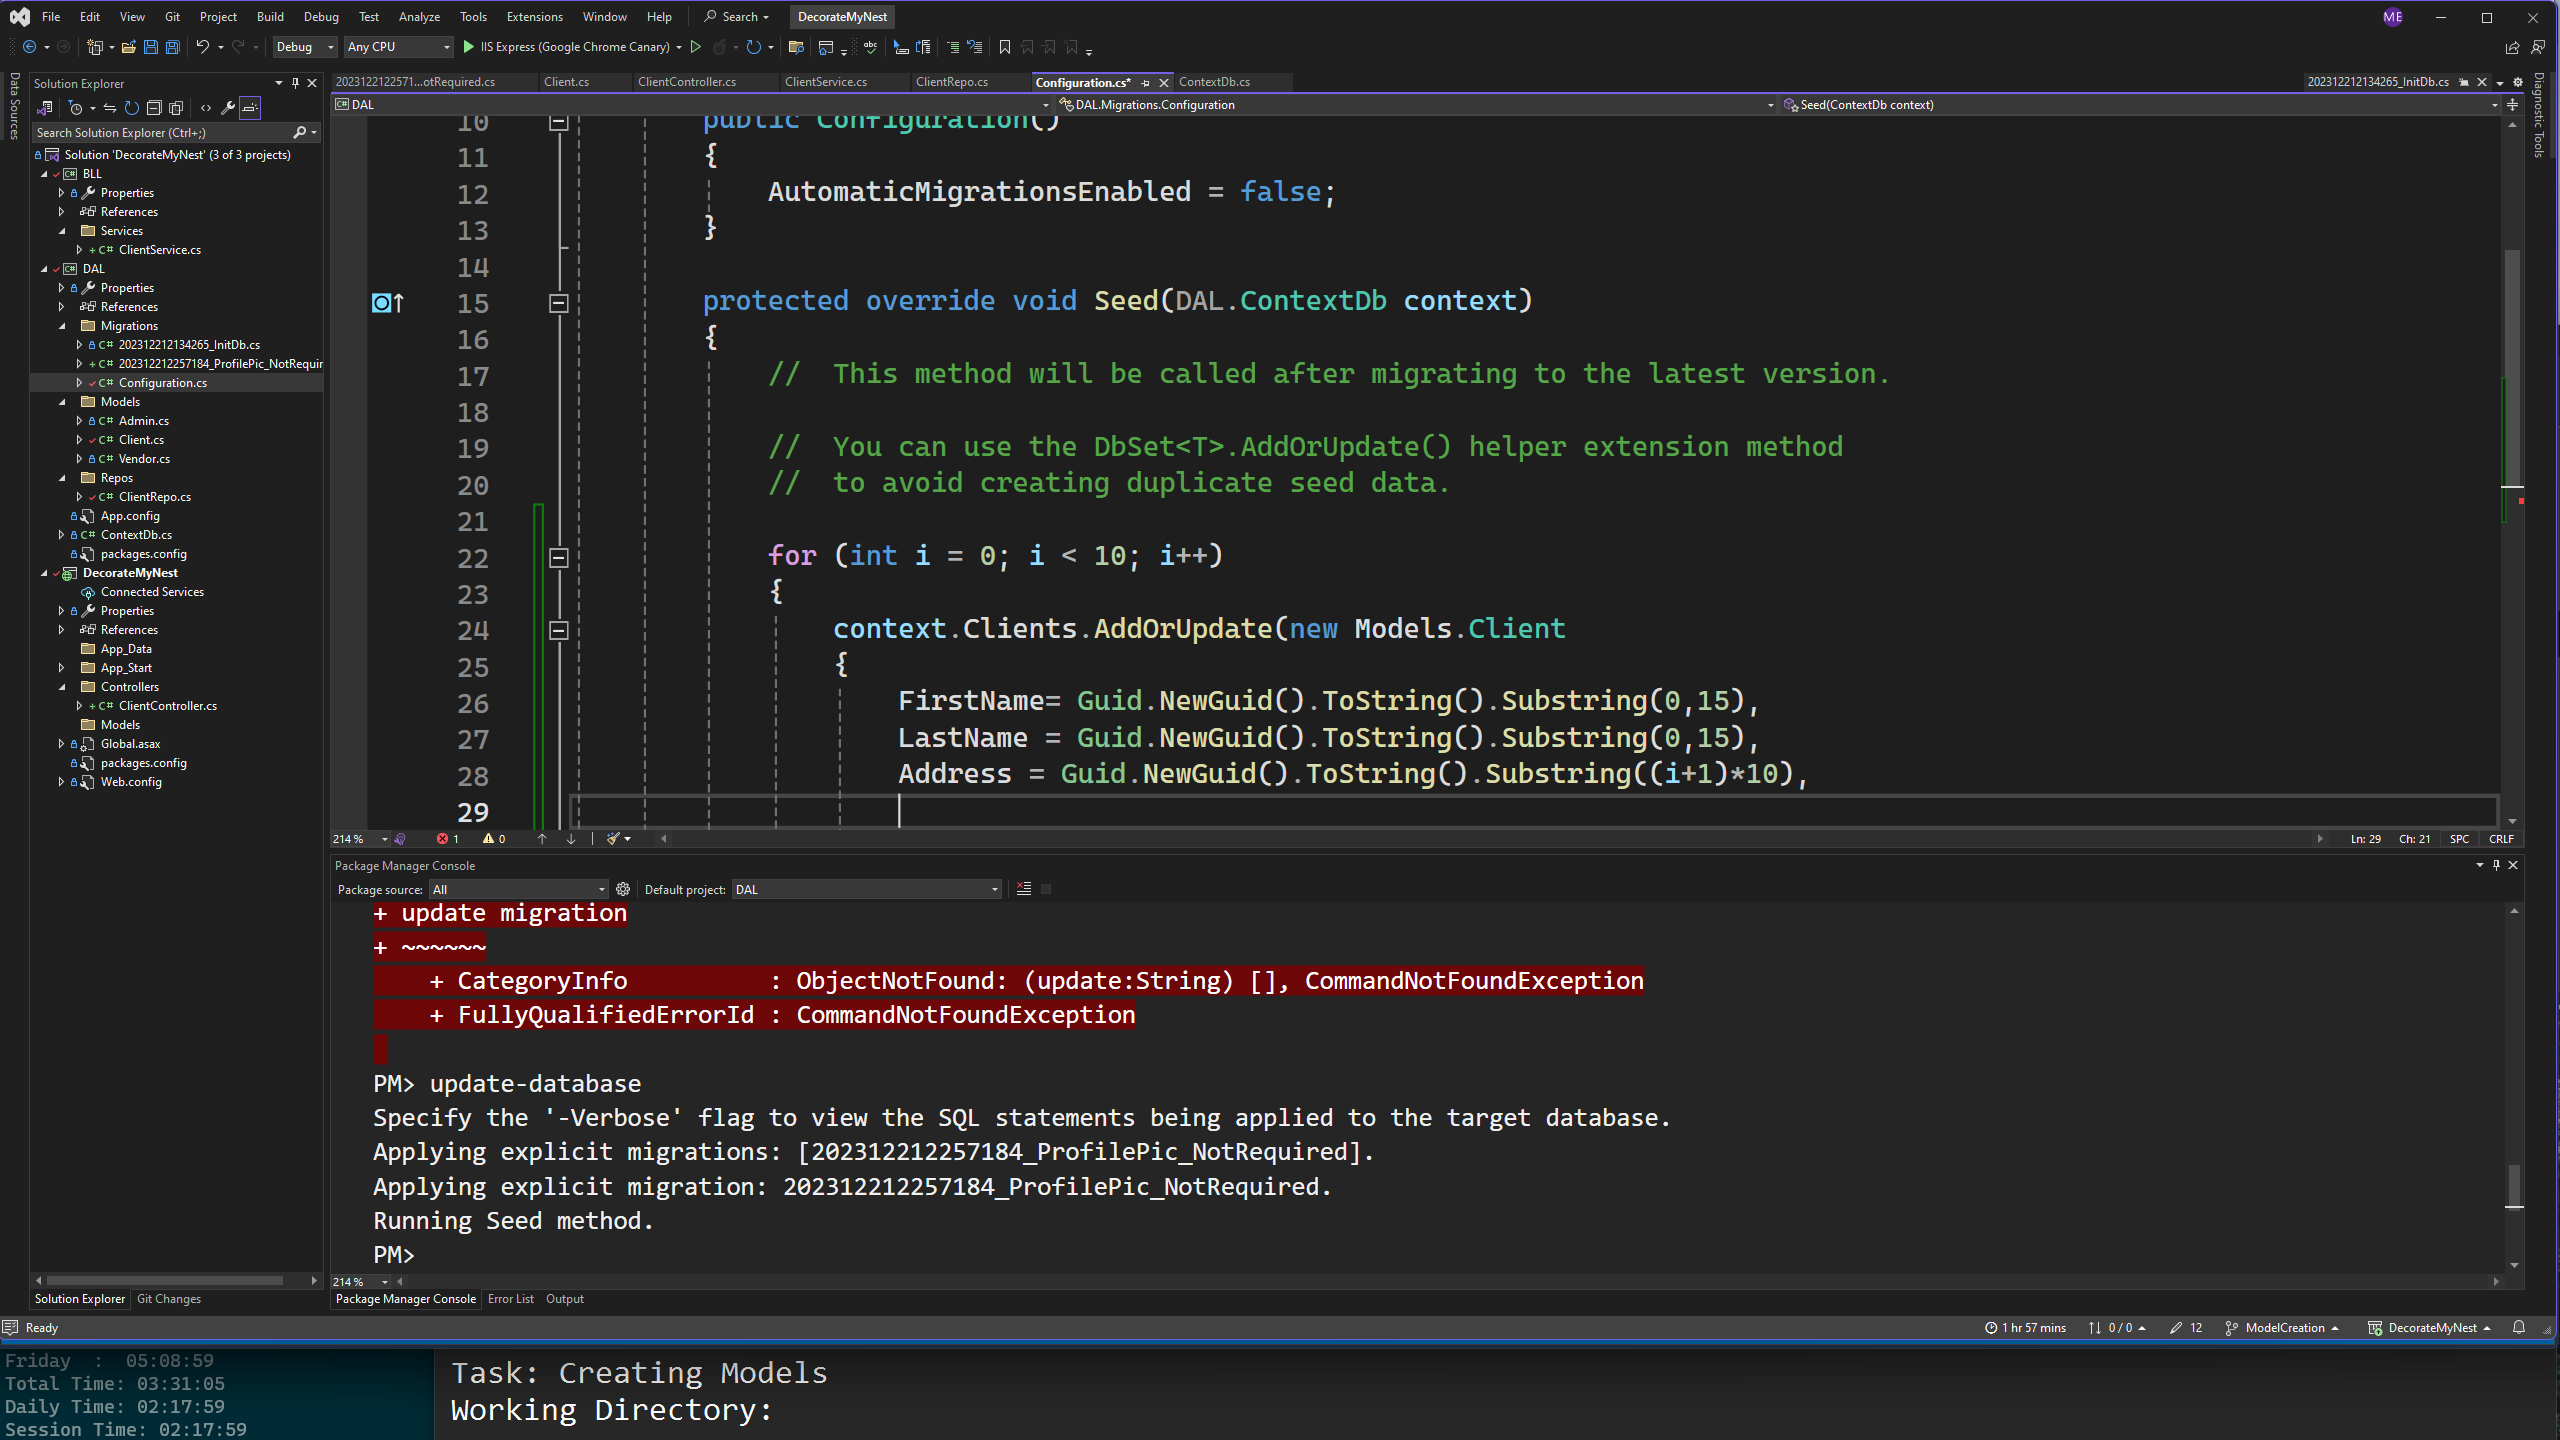 File Edit View Git Project Build Debug Test Analyze Tools Extensions Window Help Search DecorateMyNest ME
Debug Any CPU IIS Express (Google Chrome Canary)
Data Sources
Solution Explorer
Search Solution Explorer (Ctrl+;)
Solution 'DecorateMyNest' (3 of 3 projects)
BLL
Properties
References
Services
C# ClientService.cs
DAL
Properties
References
Migrations
C# 202312212134265_InitDb.cs
C# 202312212257184_ProfilePic_NotRequir
C# Configuration.cs
Models
C# Admin.cs
C# Client.cs
C# Vendor.cs
Repos
C# ClientRepo.cs
App.config
C# ContextDb.cs
packages.config
DecorateMyNest
Connected Services
Properties
References
App_Data
App_Start
Controllers
C# ClientController.cs
Models
Global.asax
packages.config
Web.config
Solution Explorer Git Changes
2023122122571...otRequired.cs Client.cs ClientController.cs ClientService.cs ClientRepo.cs Configuration.cs* ContextDb.cs 202312212134265_InitDb.cs
DAL DAL.Migrations.Configuration Seed(ContextDb context)
Diagnostic Tools
10 public Configuration()
11 {
12 AutomaticMigrationsEnabled = false;
13 }
14
15 protected override void Seed(DAL.ContextDb context)
16 {
17 //  This method will be called after migrating to the latest version.
18
19 //  You can use the DbSet<T>.AddOrUpdate() helper extension method
20 //  to avoid creating duplicate seed data.
21
22 for (int i = 0; i < 10; i++)
23 {
24 context.Clients.AddOrUpdate(new Models.Client
25 {
26 FirstName= Guid.NewGuid().ToString().Substring(0,15),
27 LastName = Guid.NewGuid().ToString().Substring(0,15),
28 Address = Guid.NewGuid().ToString().Substring((i+1)*10),
29
214 % 1 0 Ln: 29 Ch: 21 SPC CRLF
Package Manager Console
Package source: All Default project: DAL
+ update migration
+ ~~~~~~
+ CategoryInfo          : ObjectNotFound: (update:String) [], CommandNotFoundException
+ FullyQualifiedErrorId : CommandNotFoundException
PM> update-database
Specify the '-Verbose' flag to view the SQL statements being applied to the target database.
Applying explicit migrations: [202312212257184_ProfilePic_NotRequired].
Applying explicit migration: 202312212257184_ProfilePic_NotRequired.
Running Seed method.
PM>
214 %
Package Manager Console Error List Output
Ready 1 hr 57 mins 0 / 0 12 ModelCreation DecorateMyNest
Friday  :  05:08:59
Total Time: 03:31:05
Daily Time: 02:17:59
Session Time: 02:17:59
Task: Creating Models
Working Directory: